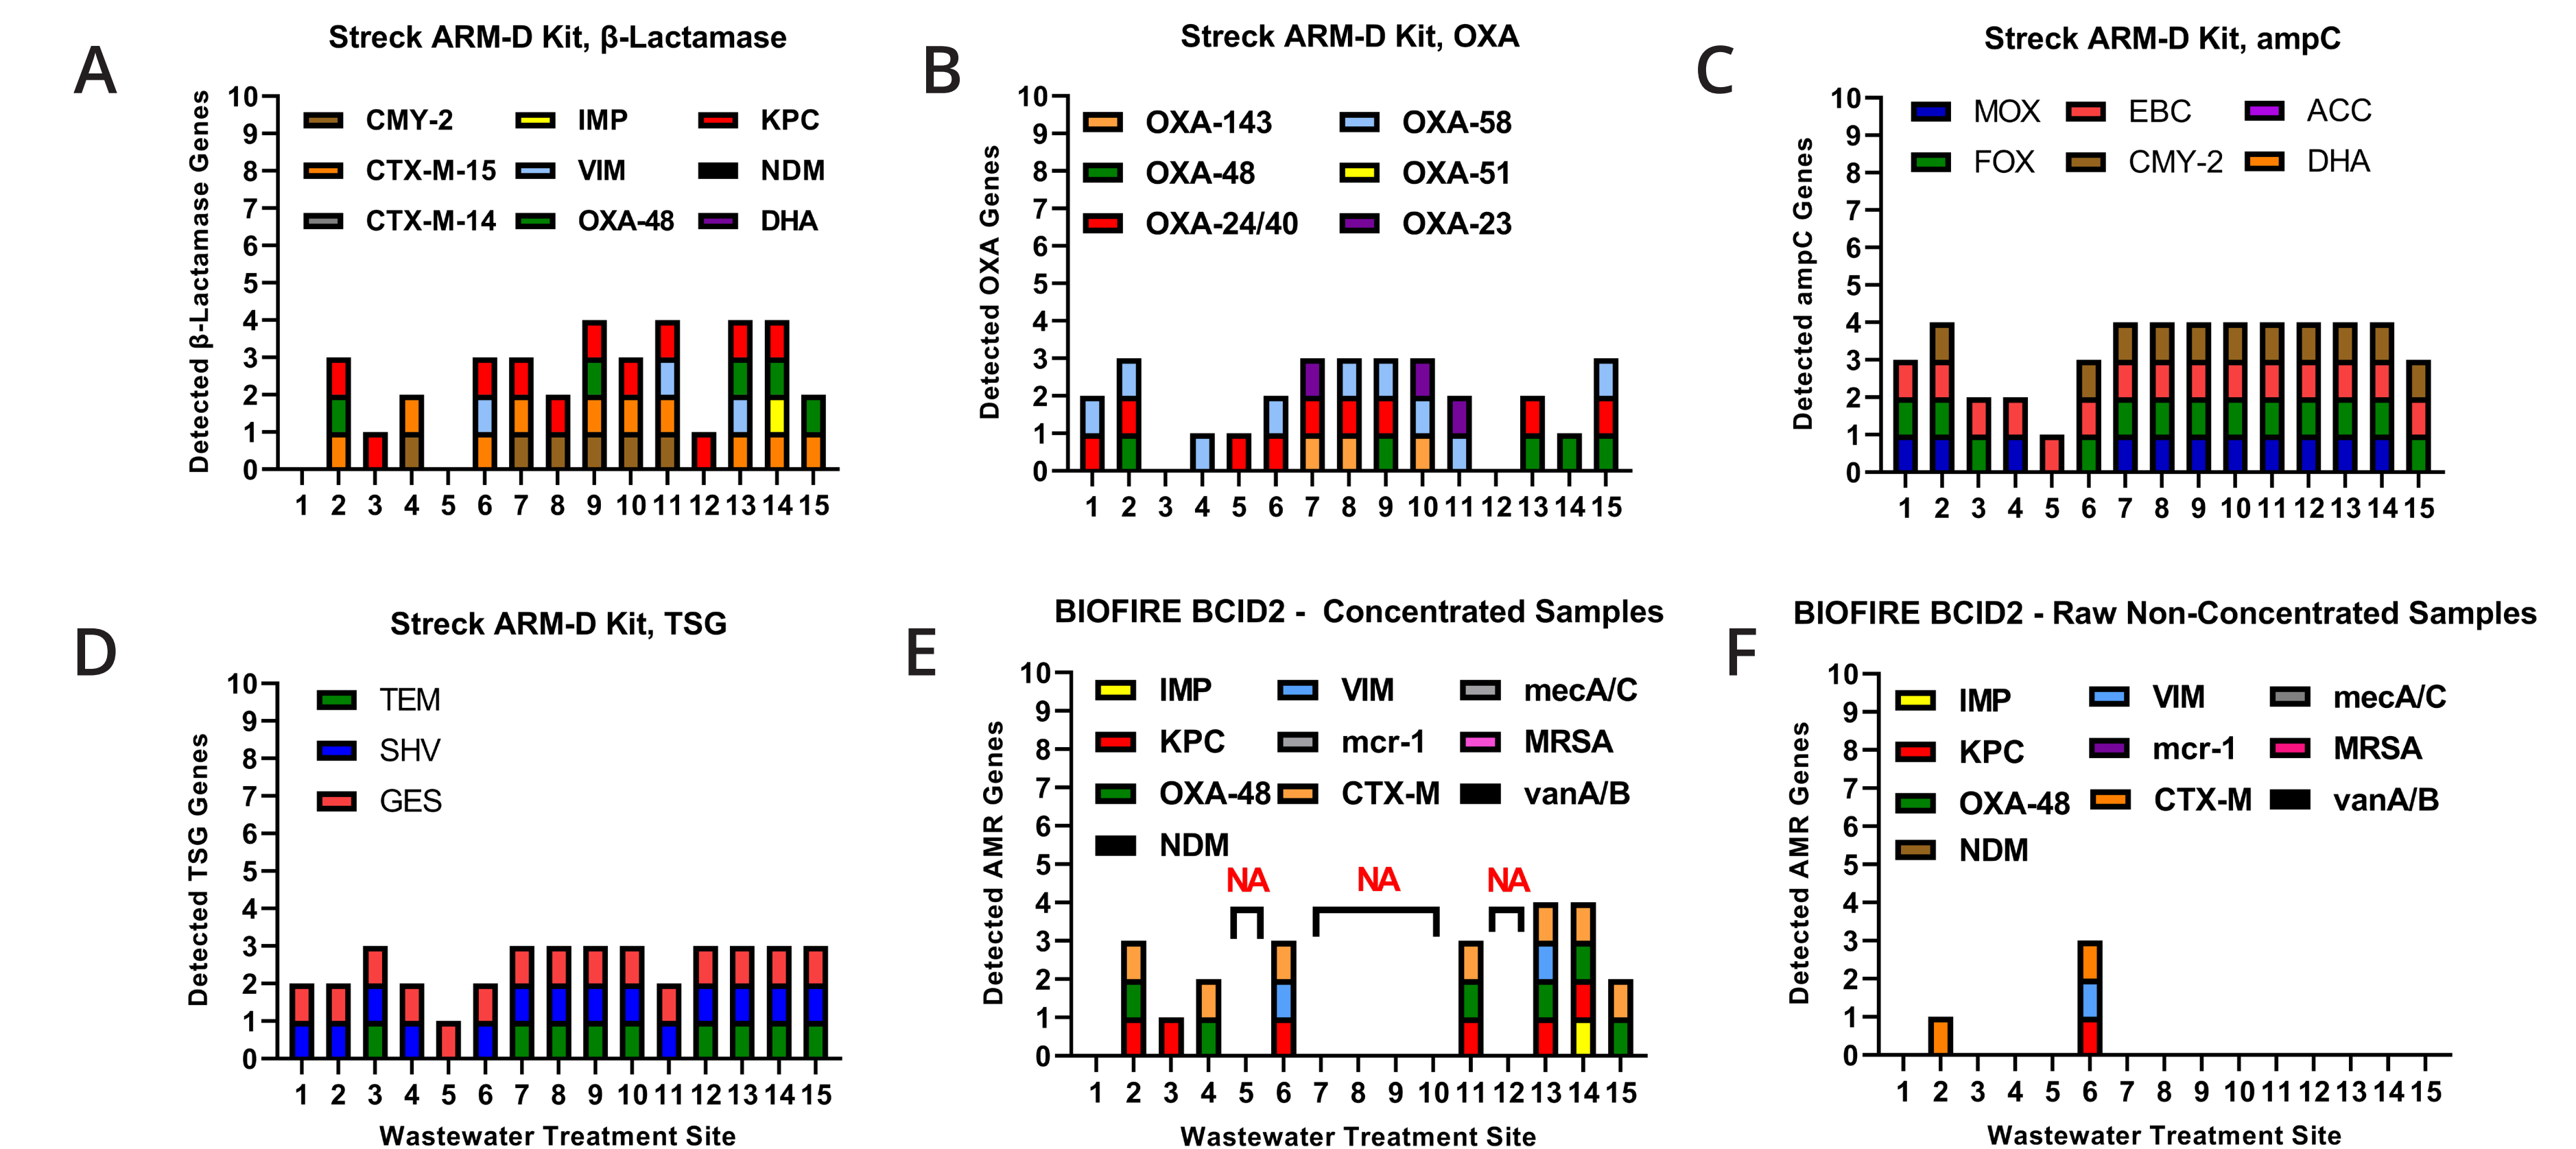 A
Streck ARM-D Kit, β-Lactamase
Detected β-Lactamase Genes
10
9
8
7
6
5
4
3
2
1
0
CMY-2 IMP KPC
CTX-M-15 VIM NDM
CTX-M-14 OXA-48 DHA
1 2 3 4 5 6 7 8 9 10 11 12 13 14 15
B
Streck ARM-D Kit, OXA
Detected OXA Genes
10
9
8
7
6
5
4
3
2
1
0
OXA-143 OXA-58
OXA-48 OXA-51
OXA-24/40 OXA-23
1 2 3 4 5 6 7 8 9 10 11 12 13 14 15
C
Streck ARM-D Kit, ampC
Detected ampC Genes
10
9
8
7
6
5
4
3
2
1
0
MOX EBC ACC
FOX CMY-2 DHA
1 2 3 4 5 6 7 8 9 10 11 12 13 14 15
D
Streck ARM-D Kit, TSG
Detected TSG Genes
10
9
8
7
6
5
4
3
2
1
0
TEM
SHV
GES
1 2 3 4 5 6 7 8 9 10 11 12 13 14 15
Wastewater Treatment Site
E
BIOFIRE BCID2 - Concentrated Samples
Detected AMR Genes
10
9
8
7
6
5
4
3
2
1
0
IMP VIM mecA/C
KPC mcr-1 MRSA
OXA-48 CTX-M vanA/B
NDM
NA NA NA
1 2 3 4 5 6 7 8 9 10 11 12 13 14 15
Wastewater Treatment Site
F
BIOFIRE BCID2 - Raw Non-Concentrated Samples
Detected AMR Genes
10
9
8
7
6
5
4
3
2
1
0
IMP VIM mecA/C
KPC mcr-1 MRSA
OXA-48 CTX-M vanA/B
NDM
1 2 3 4 5 6 7 8 9 10 11 12 13 14 15
Wastewater Treatment Site